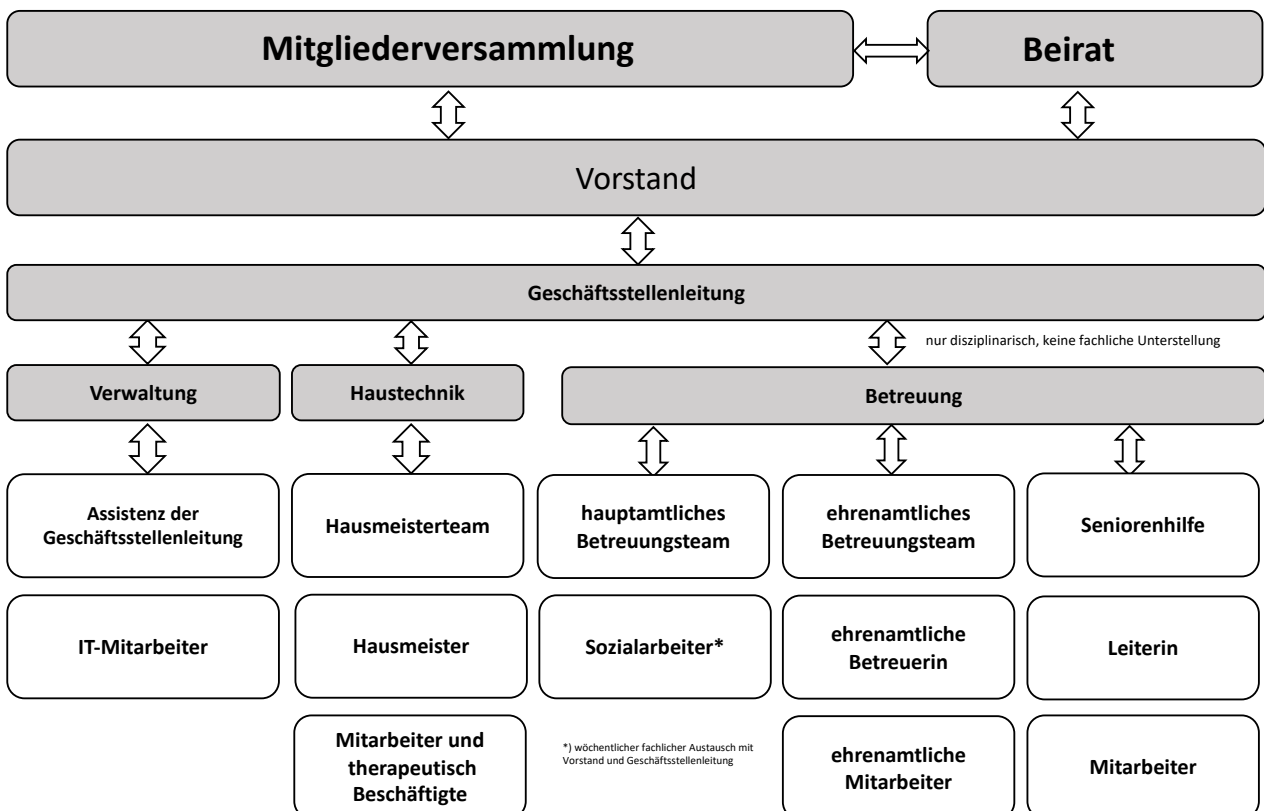 Mitgliederversammlung
Beirat
Vorstand
Geschäftsstellenleitung
nur disziplinarisch, keine fachliche Unterstellung
Verwaltung
Haustechnik
Betreuung
Assistenz der
Geschäftsstellenleitung
Hausmeisterteam
hauptamtliches
Betreuungsteam
ehrenamtliches
Betreuungsteam
Seniorenhilfe
IT-Mitarbeiter
Hausmeister
Sozialarbeiter*
ehrenamtliche
Betreuerin
Leiterin
Mitarbeiter und
therapeutisch
Beschäftigte
*) wöchentlicher fachlicher Austausch mit
Vorstand und Geschäftsstellenleitung
ehrenamtliche
Mitarbeiter
Mitarbeiter